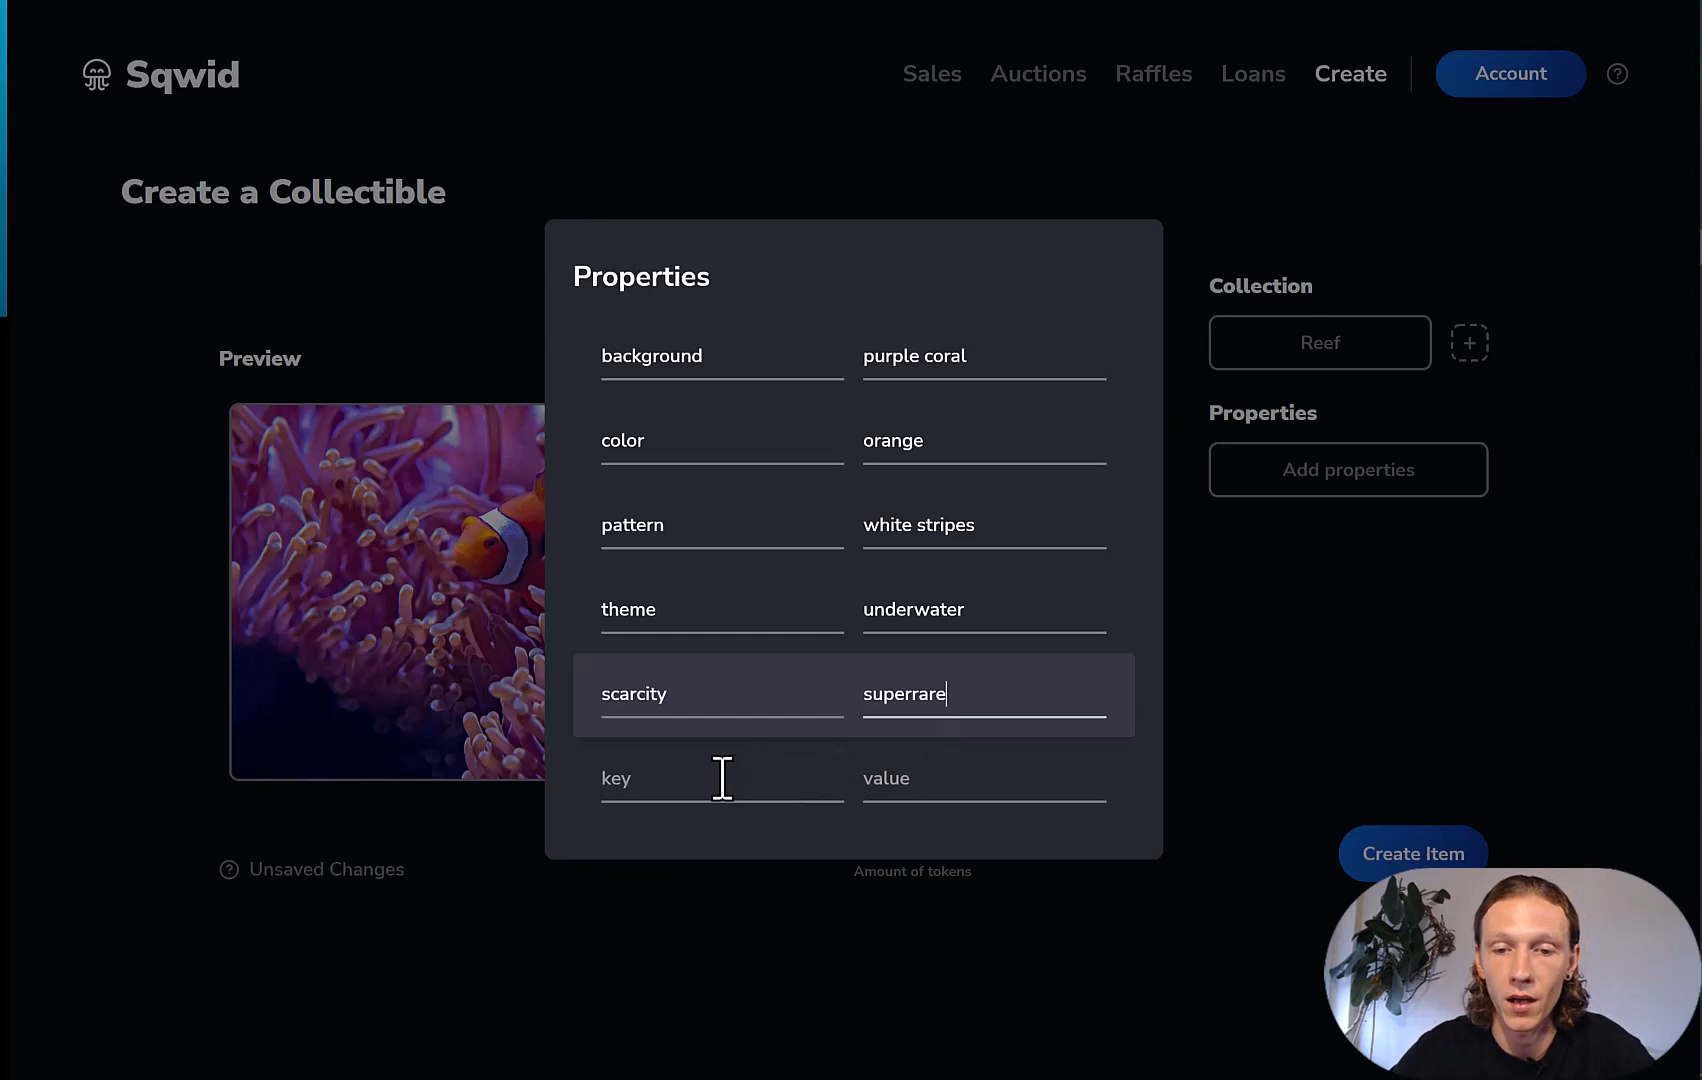 Sqwid
Sales Auctions Raffles Loans Create Account ?
Create a Collectible
Properties
background purple coral
color orange
pattern white stripes
theme underwater
scarcity superrare
key value
Preview
Collection
Reef +
Properties
Add properties
? Unsaved Changes
Amount of tokens
Create Item